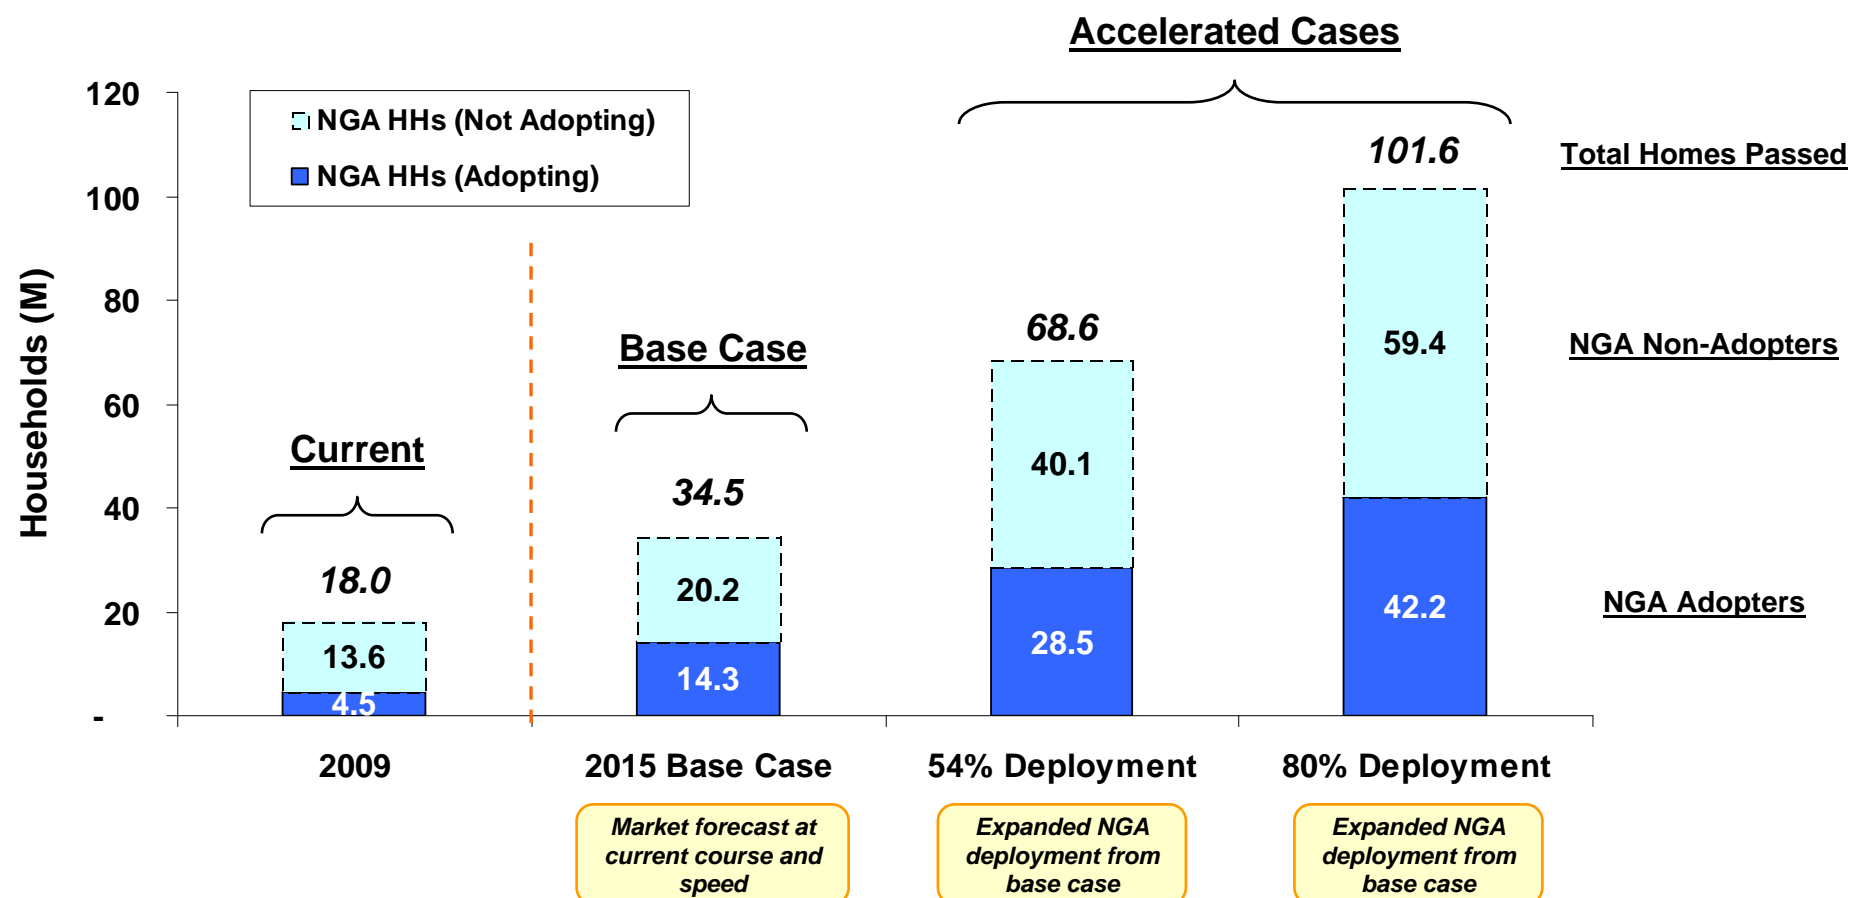 Accelerated Cases
120
NGA HHs (Not Adopting)
NGA HHs (Adopting)
101.6
Total Homes Passed
100
Households (M)
80
68.6
59.4
NGA Non-Adopters
Base Case
60
Current
40.1
34.5
40
18.0
20.2
20
42.2
NGA Adopters
28.5
13.6
14.3
4.5
-
2009
2015 Base Case
54% Deployment
80% Deployment
Market forecast at
current course and
speed
Expanded NGA
deployment from
base case
Expanded NGA
deployment from
base case